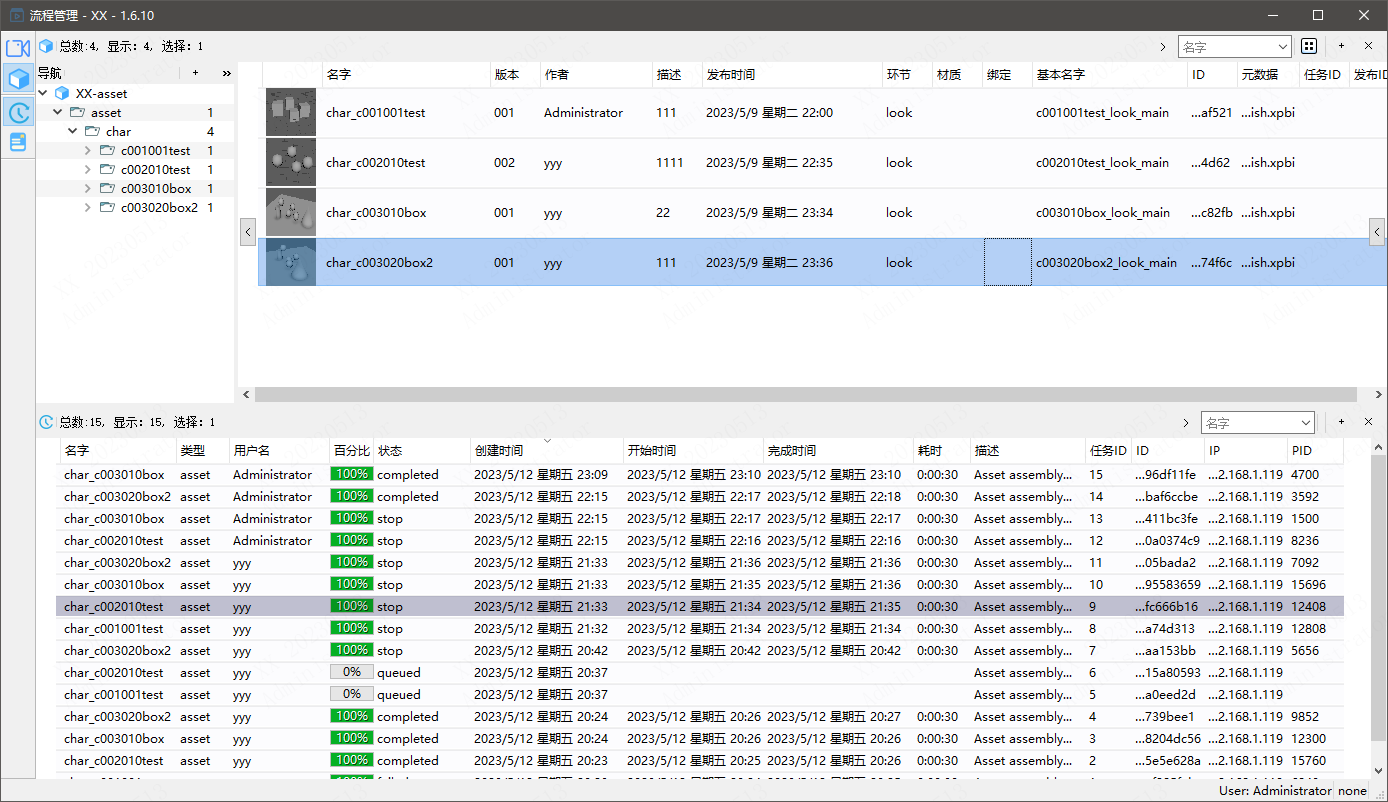 流程管理 - XX - 1.6.10
总数:4, 显示: 4, 选择: 1
名字
导航 + »
XX-asset
asset 1
char 4
c001001test 1
c002010test 1
c003010box 1
c003020box2 1
名字 版本 作者 描述 发布时间 环节 材质 绑定 基本名字 ID 元数据 任务ID 发布ID
char_c001001test 001 Administrator 111 2023/5/9 星期二 22:00 look c001001test_look_main ...af521 ...ish.xpbi
char_c002010test 002 yyy 1111 2023/5/9 星期二 22:35 look c002010test_look_main ...4d62 ...ish.xpbi
char_c003010box 001 yyy 22 2023/5/9 星期二 23:34 look c003010box_look_main ...c82fb ...ish.xpbi
char_c003020box2 001 yyy 111 2023/5/9 星期二 23:36 look c003020box2_look_main ...74f6c ...ish.xpbi
总数:15, 显示: 15, 选择: 1
名字
名字 类型 用户名 百分比 状态 创建时间 开始时间 完成时间 耗时 描述 任务ID ID IP PID
char_c003010box asset Administrator 100% completed 2023/5/12 星期五 23:09 2023/5/12 星期五 23:10 2023/5/12 星期五 23:10 0:00:30 Asset assembly... 15 ...96df11fe ...2.168.1.119 4700
char_c003020box2 asset Administrator 100% completed 2023/5/12 星期五 22:15 2023/5/12 星期五 22:17 2023/5/12 星期五 22:18 0:00:30 Asset assembly... 14 ...baf6ccbe ...2.168.1.119 3592
char_c003010box asset Administrator 100% stop 2023/5/12 星期五 22:15 2023/5/12 星期五 22:17 2023/5/12 星期五 22:17 0:00:30 Asset assembly... 13 ...411bc3fe ...2.168.1.119 1500
char_c002010test asset Administrator 100% stop 2023/5/12 星期五 22:15 2023/5/12 星期五 22:16 2023/5/12 星期五 22:16 0:00:30 Asset assembly... 12 ...0a0374c9 ...2.168.1.119 8236
char_c003020box2 asset yyy 100% stop 2023/5/12 星期五 21:33 2023/5/12 星期五 21:36 2023/5/12 星期五 21:36 0:00:30 Asset assembly... 11 ...05bada2 ...2.168.1.119 7092
char_c003010box asset yyy 100% stop 2023/5/12 星期五 21:33 2023/5/12 星期五 21:35 2023/5/12 星期五 21:36 0:00:30 Asset assembly... 10 ...95583659 ...2.168.1.119 15696
char_c002010test asset yyy 100% stop 2023/5/12 星期五 21:33 2023/5/12 星期五 21:34 2023/5/12 星期五 21:35 0:00:30 Asset assembly... 9 ...fc666b16 ...2.168.1.119 12408
char_c001001test asset yyy 100% stop 2023/5/12 星期五 21:32 2023/5/12 星期五 21:34 2023/5/12 星期五 21:34 0:00:30 Asset assembly... 8 ...a74d313 ...2.168.1.119 12808
char_c003020box2 asset yyy 100% stop 2023/5/12 星期五 20:42 2023/5/12 星期五 20:42 2023/5/12 星期五 20:42 0:00:30 Asset assembly... 7 ...aa153bb ...2.168.1.119 5656
char_c002010test asset yyy 0% queued 2023/5/12 星期五 20:37 Asset assembly... 6 ...15a80593 ...2.168.1.119
char_c001001test asset yyy 0% queued 2023/5/12 星期五 20:37 Asset assembly... 5 ...a0eed2d ...2.168.1.119
char_c003020box2 asset yyy 100% completed 2023/5/12 星期五 20:24 2023/5/12 星期五 20:26 2023/5/12 星期五 20:27 0:00:30 Asset assembly... 4 ...739bee1 ...2.168.1.119 9852
char_c003010box asset yyy 100% completed 2023/5/12 星期五 20:24 2023/5/12 星期五 20:26 2023/5/12 星期五 20:26 0:00:30 Asset assembly... 3 ...8204dc56 ...2.168.1.119 12300
char_c002010test asset yyy 100% completed 2023/5/12 星期五 20:23 2023/5/12 星期五 20:25 2023/5/12 星期五 20:26 0:00:30 Asset assembly... 2 ...5e5e628a ...2.168.1.119 15760
User: Administrator none